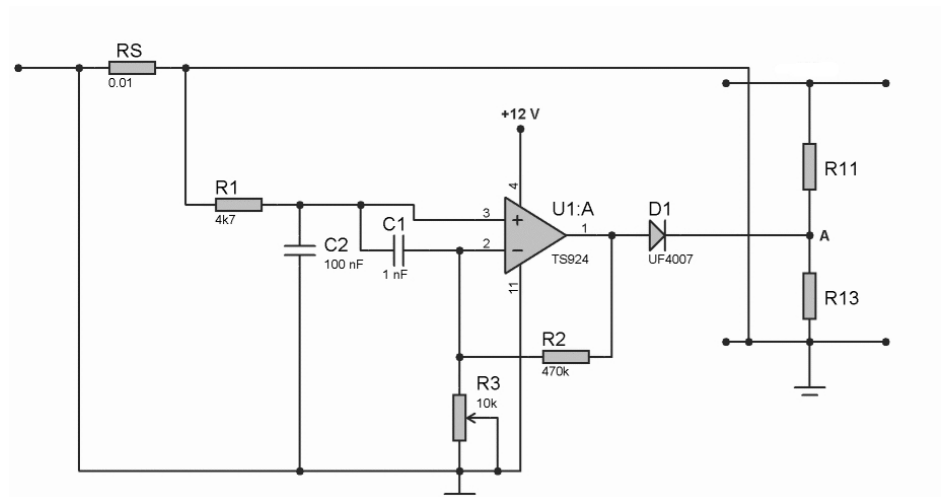 RS
0.01
+12 V
R1
4k7
C2
100 nF
C1
1 nF
3
2
4
11
1
+
−
U1:A
TS924
D1
UF4007
R2
470k
R3
10k
R11
A
R13